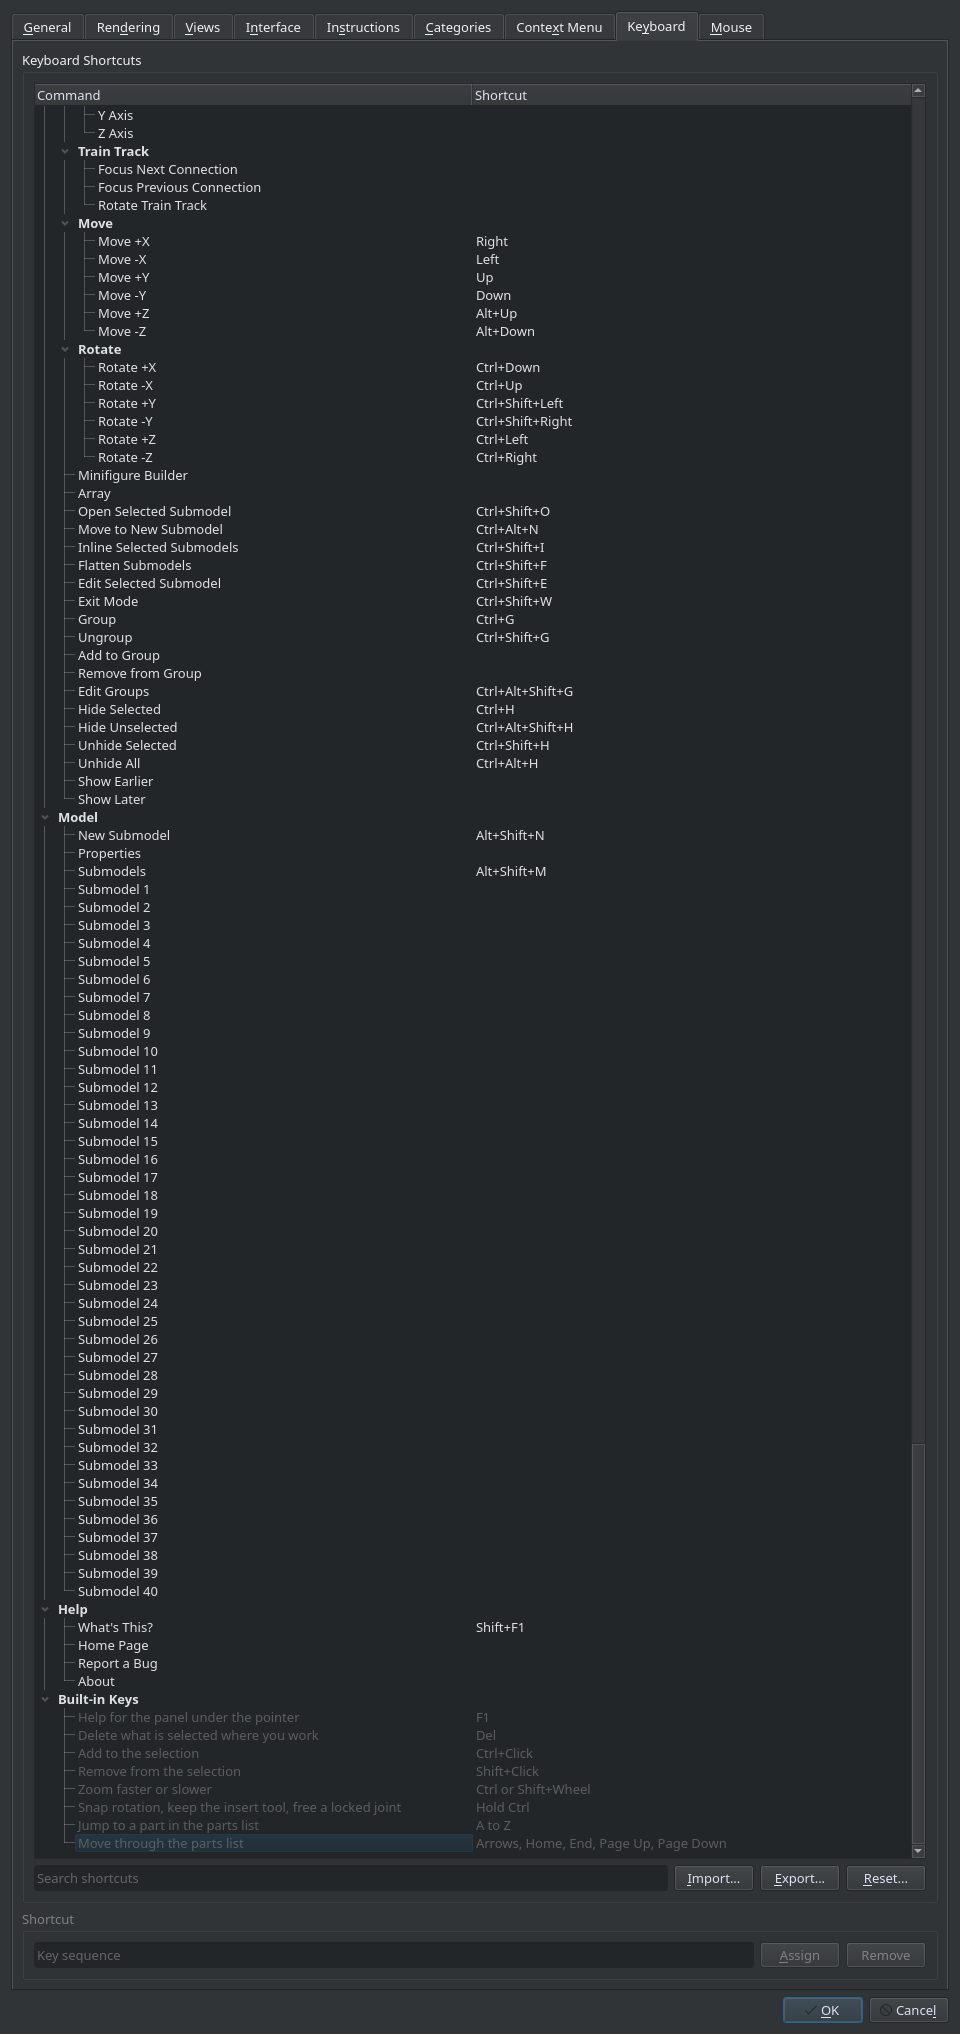 General Rendering Views Interface Instructions Categories Context Menu Keyboard Mouse
Keyboard Shortcuts
Command Shortcut
Y Axis
Z Axis
Train Track
Focus Next Connection
Focus Previous Connection
Rotate Train Track
Move
Move +X Right
Move -X Left
Move +Y Up
Move -Y Down
Move +Z Alt+Up
Move -Z Alt+Down
Rotate
Rotate +X Ctrl+Down
Rotate -X Ctrl+Up
Rotate +Y Ctrl+Shift+Left
Rotate -Y Ctrl+Shift+Right
Rotate +Z Ctrl+Left
Rotate -Z Ctrl+Right
Minifigure Builder
Array
Open Selected Submodel Ctrl+Shift+O
Move to New Submodel Ctrl+Alt+N
Inline Selected Submodels Ctrl+Shift+I
Flatten Submodels Ctrl+Shift+F
Edit Selected Submodel Ctrl+Shift+E
Exit Mode Ctrl+Shift+W
Group Ctrl+G
Ungroup Ctrl+Shift+G
Add to Group
Remove from Group
Edit Groups Ctrl+Alt+Shift+G
Hide Selected Ctrl+H
Hide Unselected Ctrl+Alt+Shift+H
Unhide Selected Ctrl+Shift+H
Unhide All Ctrl+Alt+H
Show Earlier
Show Later
Model
New Submodel Alt+Shift+N
Properties
Submodels Alt+Shift+M
Submodel 1
Submodel 2
Submodel 3
Submodel 4
Submodel 5
Submodel 6
Submodel 7
Submodel 8
Submodel 9
Submodel 10
Submodel 11
Submodel 12
Submodel 13
Submodel 14
Submodel 15
Submodel 16
Submodel 17
Submodel 18
Submodel 19
Submodel 20
Submodel 21
Submodel 22
Submodel 23
Submodel 24
Submodel 25
Submodel 26
Submodel 27
Submodel 28
Submodel 29
Submodel 30
Submodel 31
Submodel 32
Submodel 33
Submodel 34
Submodel 35
Submodel 36
Submodel 37
Submodel 38
Submodel 39
Submodel 40
Help
What's This? Shift+F1
Home Page
Report a Bug
About
Built-in Keys
Help for the panel under the pointer F1
Delete what is selected where you work Del
Add to the selection Ctrl+Click
Remove from the selection Shift+Click
Zoom faster or slower Ctrl or Shift+Wheel
Snap rotation, keep the insert tool, free a locked joint Hold Ctrl
Jump to a part in the parts list A to Z
Move through the parts list Arrows, Home, End, Page Up, Page Down
Search shortcuts Import... Export... Reset...
Shortcut
Key sequence Assign Remove
OK Cancel